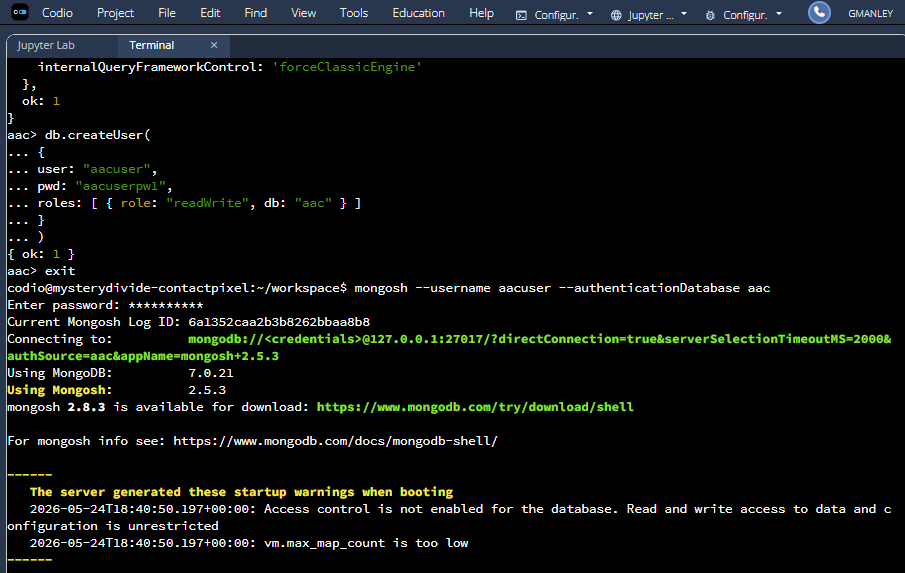 Codio Project File Edit Find View Tools Education Help Configur. Jupyter ... Configur. GMANLEY
Jupyter Lab Terminal ×
internalQueryFrameworkControl: 'forceClassicEngine'
},
ok: 1
}
aac> db.createUser(
... {
... user: "aacuser",
... pwd: "aacuserpw1",
... roles: [ { role: "readWrite", db: "aac" } ]
... }
... )
{ ok: 1 }
aac> exit
codio@mysterydivide-contactpixel:~/workspace$ mongosh --username aacuser --authenticationDatabase aac
Enter password: **********
Current Mongosh Log ID: 6a1352caa2b3b8262bbaa8b8
Connecting to: mongodb://<credentials>@127.0.0.1:27017/?directConnection=true&serverSelectionTimeoutMS=2000&
authSource=aac&appName=mongosh+2.5.3
Using MongoDB: 7.0.21
Using Mongosh: 2.5.3
mongosh 2.8.3 is available for download: https://www.mongodb.com/try/download/shell
For mongosh info see: https://www.mongodb.com/docs/mongodb-shell/
------
The server generated these startup warnings when booting
2026-05-24T18:40:50.197+00:00: Access control is not enabled for the database. Read and write access to data and c
onfiguration is unrestricted
2026-05-24T18:40:50.197+00:00: vm.max_map_count is too low
------